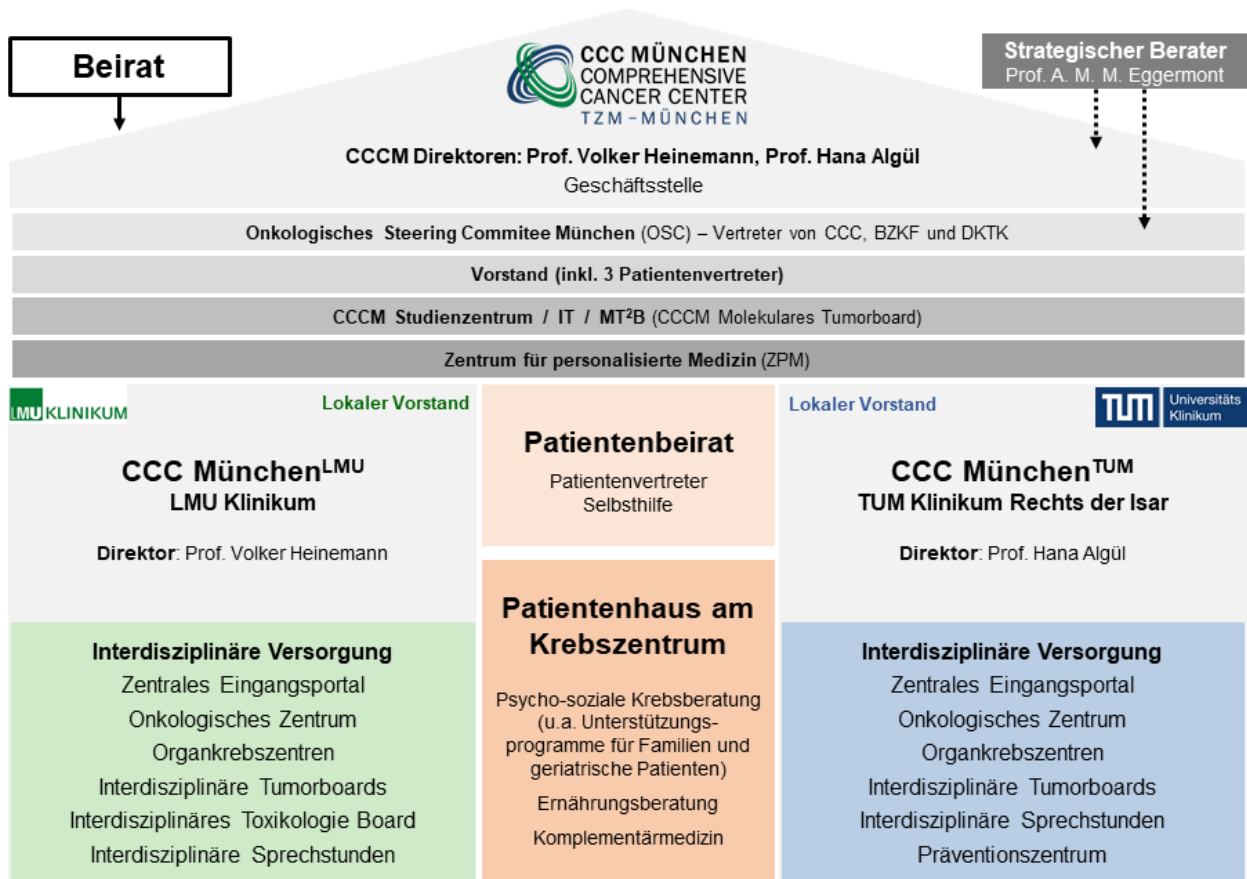 Beirat
CCC MÜNCHEN
COMPREHENSIVE
CANCER CENTER
TZM-MÜNCHEN
Strategischer Berater
Prof. A. M. M. Eggermont
CCCM Direktoren: Prof. Volker Heinemann, Prof. Hana Algül
Geschäftsstelle
Onkologisches Steering Commitee München (OSC) – Vertreter von CCC, BZKF und DKTK
Vorstand (inkl. 3 Patientenvertreter)
CCCM Studienzentrum / IT / MT²B (CCCM Molekulares Tumorboard)
Zentrum für personalisierte Medizin (ZPM)
LMU KLINIKUM
Lokaler Vorstand
CCC München^LMU
LMU Klinikum
Direktor: Prof. Volker Heinemann
Interdisziplinäre Versorgung
Zentrales Eingangsportal
Onkologisches Zentrum
Organkrebszentren
Interdisziplinäre Tumorboards
Interdisziplinäres Toxikologie Board
Interdisziplinäre Sprechstunden
Patientenbeirat
Patientenvertreter
Selbsthilfe
Patientenhaus am
Krebszentrum
Psycho-soziale Krebsberatung
(u.a. Unterstützungs-
programme für Familien und
geriatrische Patienten)
Ernährungsberatung
Komplementärmedizin
Lokaler Vorstand
TUM Universitäts
Klinikum
CCC München^TUM
TUM Klinikum Rechts der Isar
Direktor: Prof. Hana Algül
Interdisziplinäre Versorgung
Zentrales Eingangsportal
Onkologisches Zentrum
Organkrebszentren
Interdisziplinäre Tumorboards
Interdisziplinäre Sprechstunden
Präventionszentrum